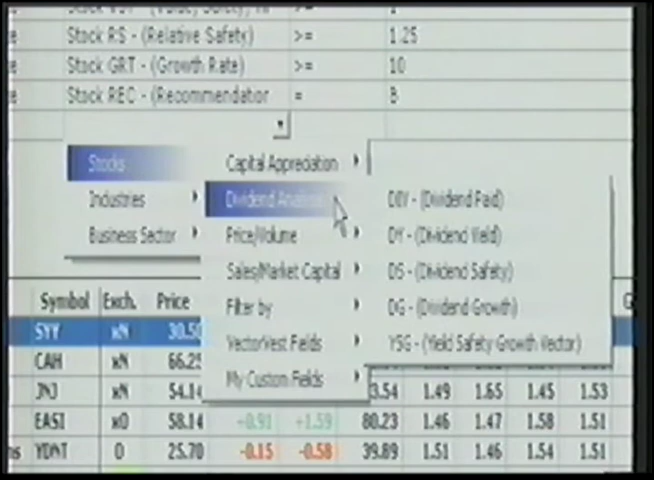 Stock RS - (Relative Safety) >= 1.25
Stock GRT - (Growth Rate) >= 10
Stock REC - (Recommendation = B
Stocks
Industries
Business Sector
Capital Appreciation
Dividend Analysis
Price/Volume
Sales/Market Capital
Filter by
VectorVest Fields
My Custom Fields
DIV - (Dividend Paid)
DY - (Dividend Yield)
DS - (Dividend Safety)
DG - (Dividend Growth)
YSG - (Yield Safety Growth Vector)
Symbol Exch. Price G
SYY xN 30.50
CAH xN 66.25
JNJ xN 54.14 3.54 1.49 1.65 1.45 1.53
EASI xO 58.14 +0.91 +1.59 80.23 1.46 1.47 1.58 1.51
YDNT O 25.70 -0.15 -0.58 39.89 1.51 1.46 1.54 1.51